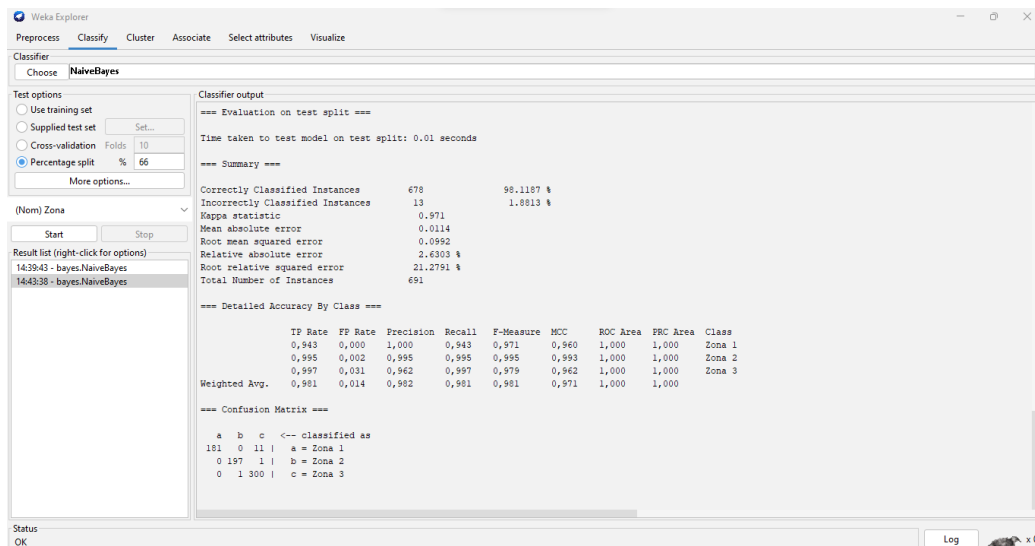 Weka Explorer
Preprocess Classify Cluster Associate Select attributes Visualize
Classifier
Choose NaiveBayes
Test options
Use training set
Supplied test set Set...
Cross-validation Folds 10
Percentage split % 66
More options...
(Nom) Zona
Start Stop
Result list (right-click for options)
14:39:43 - bayes.NaiveBayes
14:43:38 - bayes.NaiveBayes
Classifier output
=== Evaluation on test split ===
Time taken to test model on test split: 0.01 seconds
=== Summary ===
Correctly Classified Instances 678 98.1187 %
Incorrectly Classified Instances 13 1.8813 %
Kappa statistic 0.971
Mean absolute error 0.0114
Root mean squared error 0.0992
Relative absolute error 2.6303 %
Root relative squared error 21.2791 %
Total Number of Instances 691
=== Detailed Accuracy By Class ===
TP Rate FP Rate Precision Recall F-Measure MCC ROC Area PRC Area Class
0,943 0,000 1,000 0,943 0,971 0,960 1,000 1,000 Zona 1
0,995 0,002 0,995 0,995 0,995 0,993 1,000 1,000 Zona 2
0,997 0,031 0,962 0,997 0,979 0,962 1,000 1,000 Zona 3
Weighted Avg. 0,981 0,014 0,982 0,981 0,981 0,971 1,000 1,000
=== Confusion Matrix ===
a b c <-- classified as
181 0 11 | a = Zona 1
0 197 1 | b = Zona 2
0 1 300 | c = Zona 3
Status
OK
Log